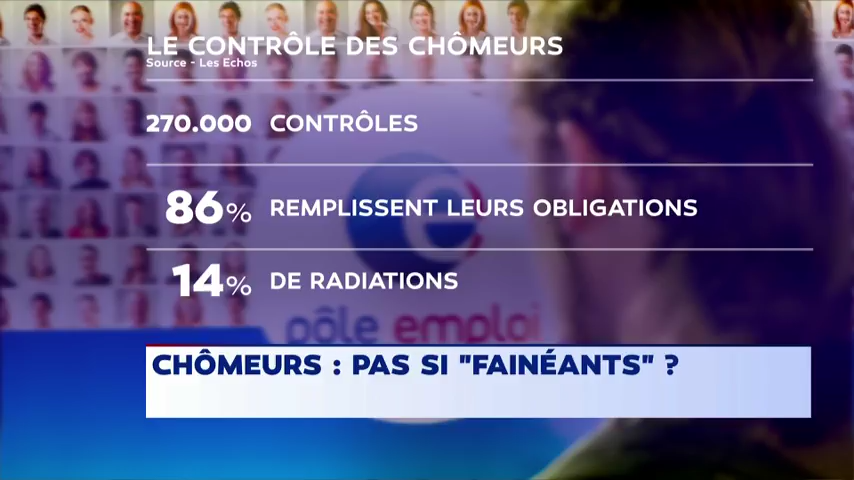 LE CONTRÔLE DES CHÔMEURS
Source - Les Echos
270.000 CONTRÔLES
86% REMPLISSENT LEURS OBLIGATIONS
14% DE RADIATIONS
pôle emploi
CHÔMEURS : PAS SI "FAINÉANTS" ?